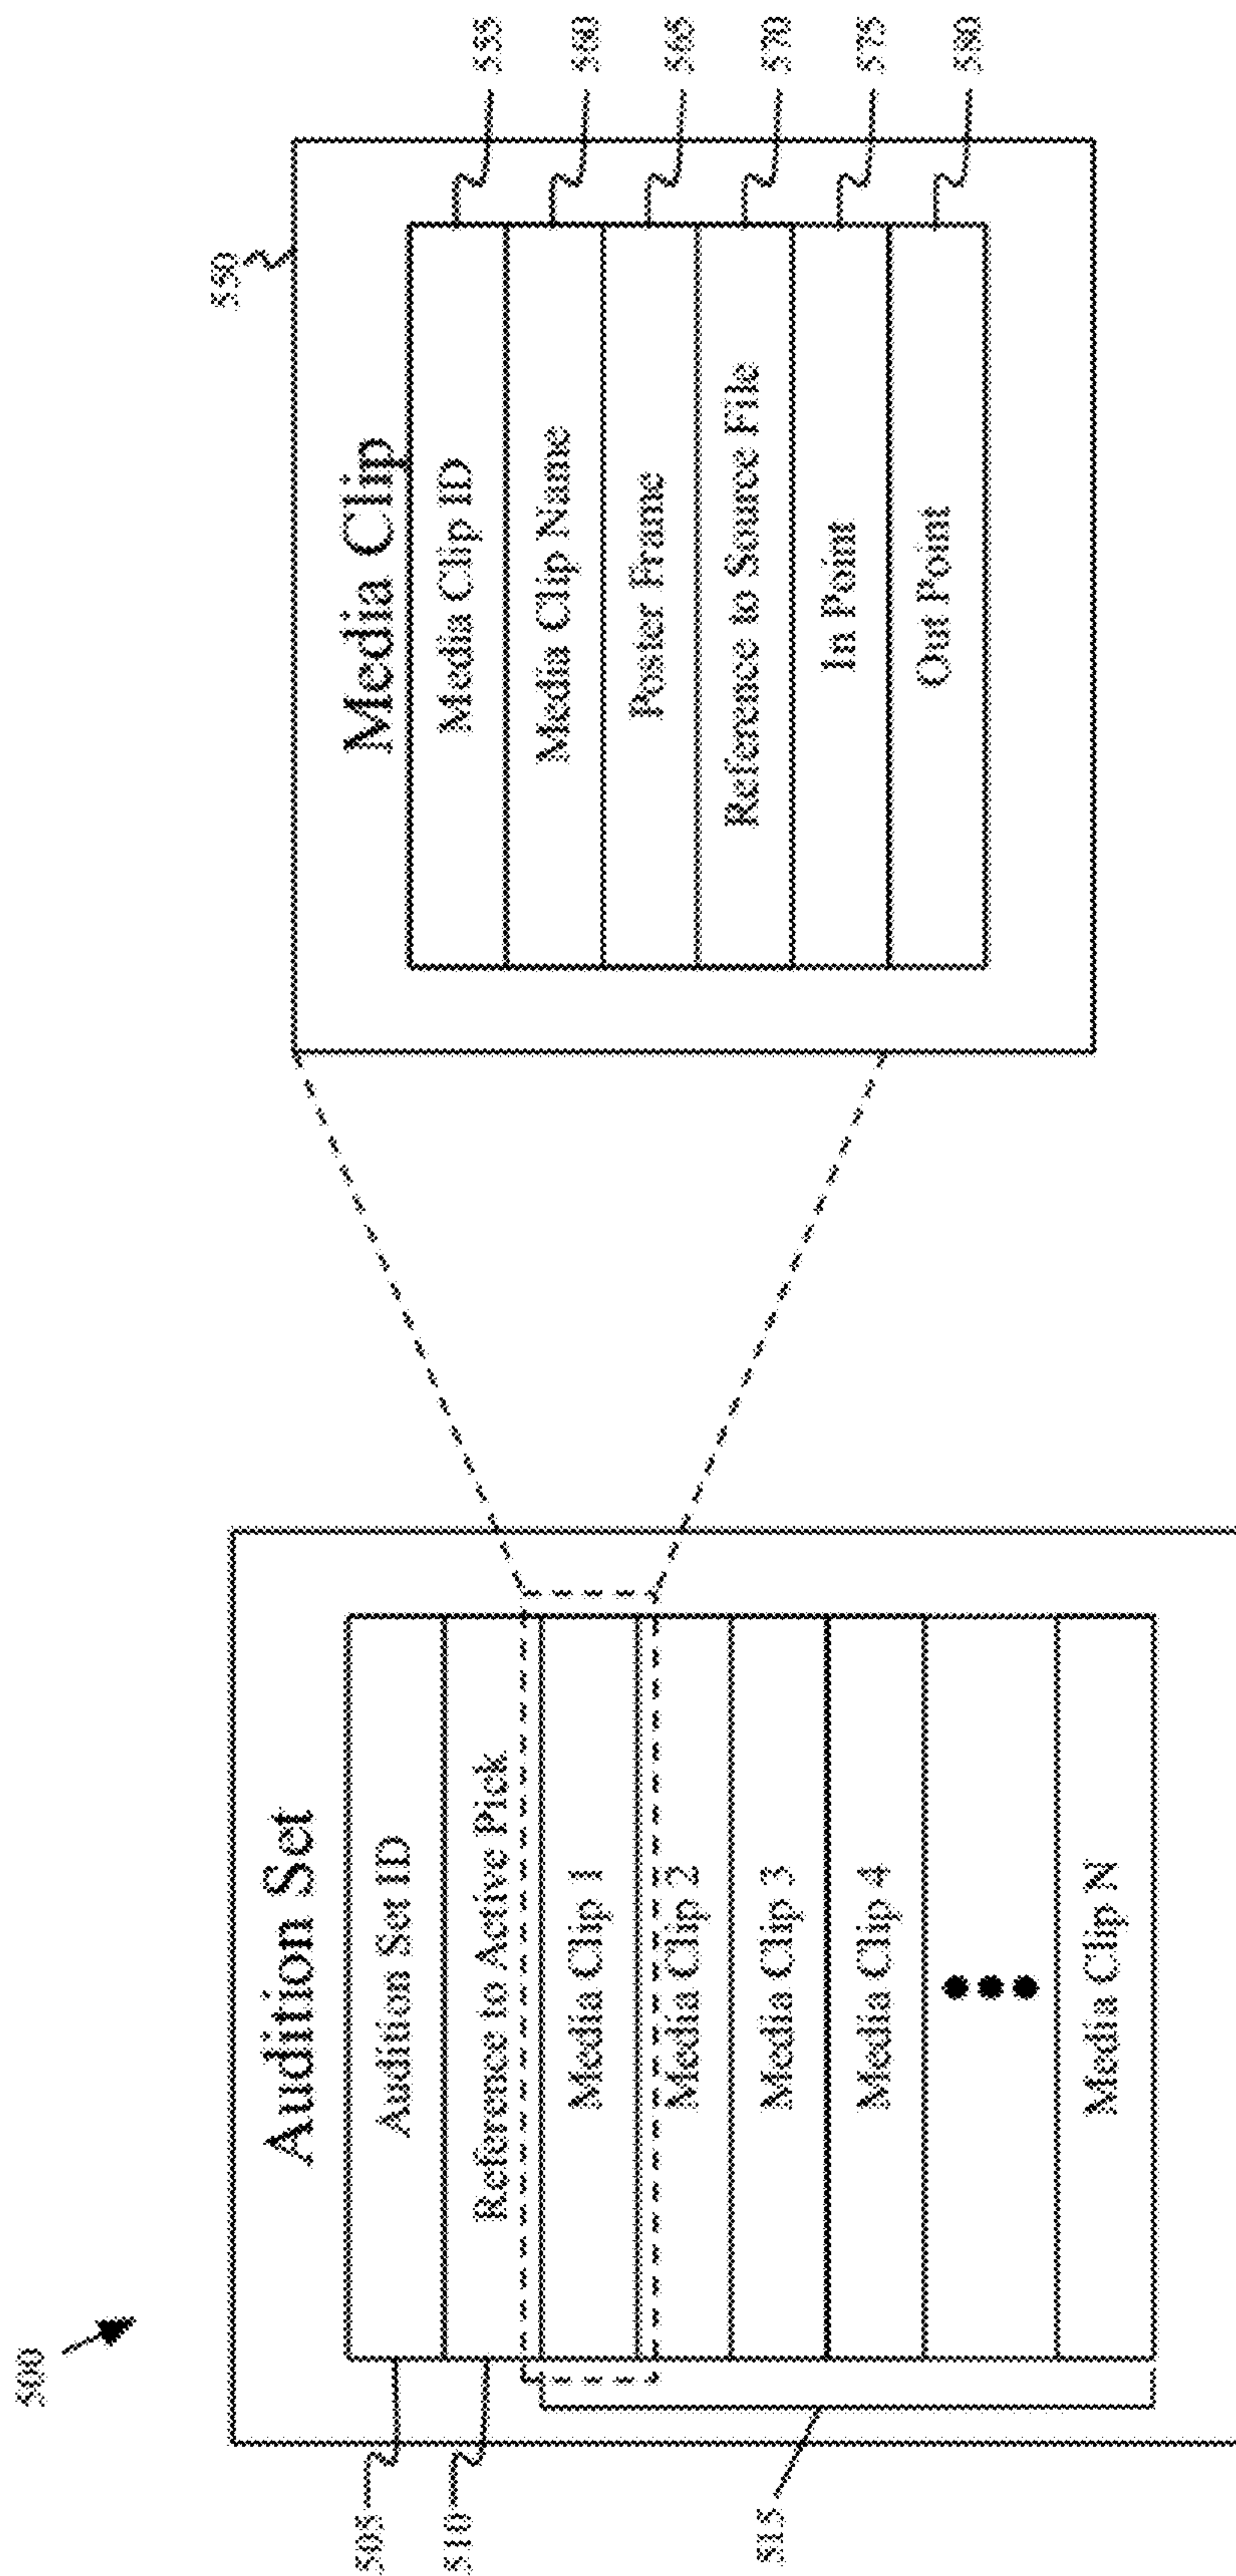 500
Audition Set
505
Audition Set ID
510
Reference to Active Pick
515
Media Clip 1
Media Clip 2
Media Clip 3
Media Clip 4
Media Clip N
550
Media Clip
Media Clip ID
555
Media Clip Name
560
Poster Frame
565
Reference to Source File
570
In Point
575
Out Point
580